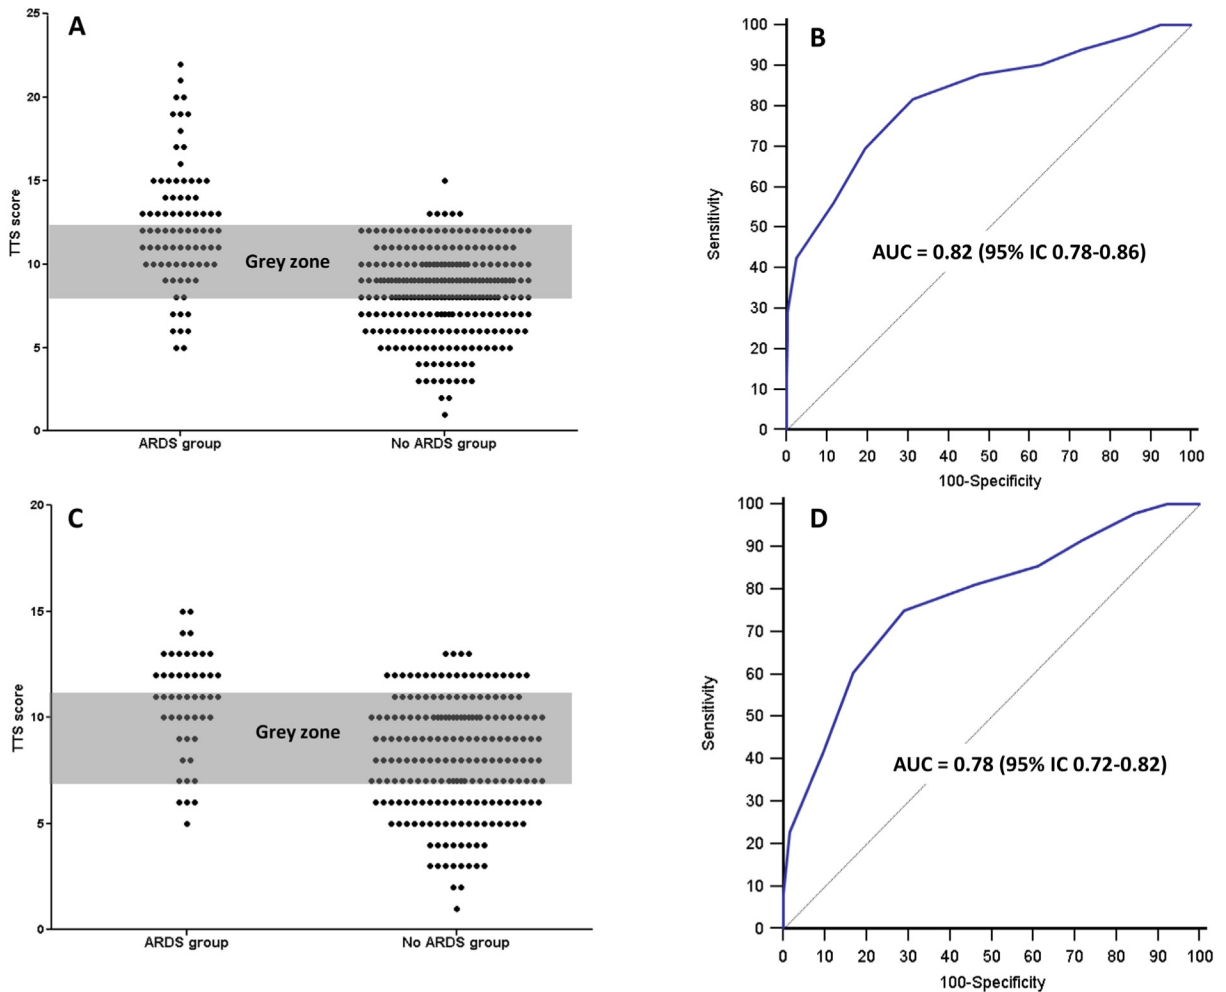 A
25
20
15
10
5
0
TTS score
Grey zone
ARDS group
No ARDS group
B
100
90
80
70
60
50
40
30
20
10
0
Sensitivity
AUC = 0.82 (95% IC 0.78-0.86)
0 10 20 30 40 50 60 70 80 90 100
100-Specificity
C
20
15
10
5
0
TTS score
Grey zone
ARDS group
No ARDS group
D
100
90
80
70
60
50
40
30
20
10
0
Sensitivity
AUC = 0.78 (95% IC 0.72-0.82)
0 10 20 30 40 50 60 70 80 90 100
100-Specificity